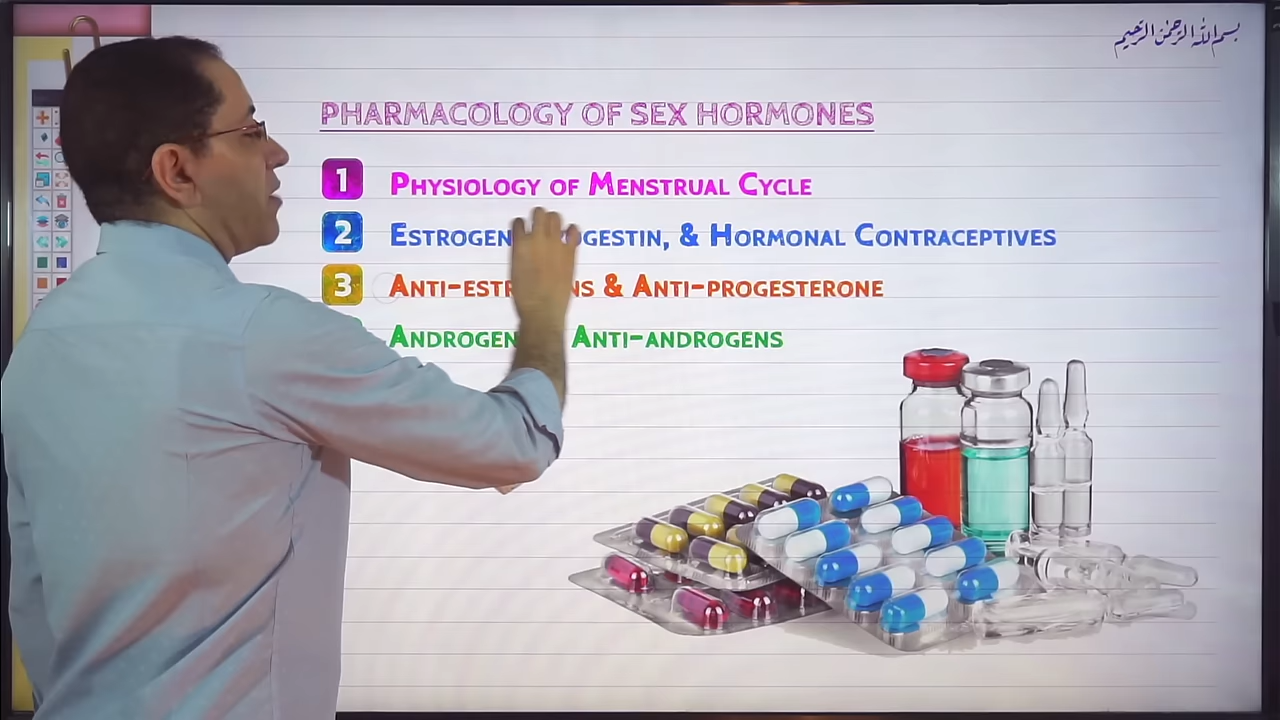 بسم الله الرحمن الرحيم
PHARMACOLOGY OF SEX HORMONES
1 PHYSIOLOGY OF MENSTRUAL CYCLE
2 ESTROGEN OGESTIN, & HORMONAL CONTRACEPTIVES
3 ANTI-ESTR NS & ANTI-PROGESTERONE
ANDROGEN ANTI-ANDROGENS